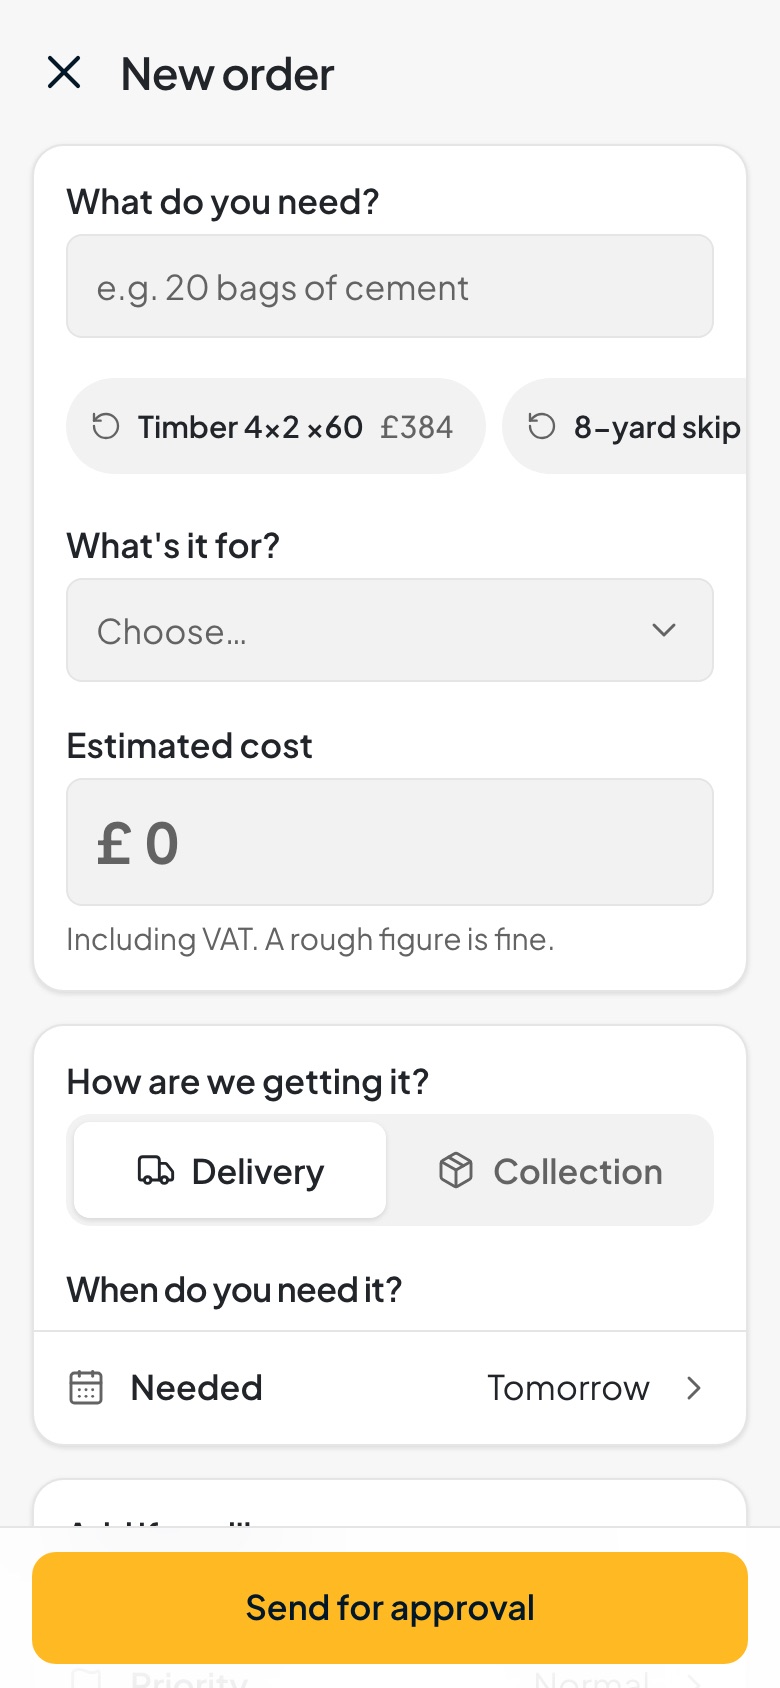 New order
What do you need?
e.g. 20 bags of cement
Timber 4×2 ×60 £384
8-yard skip
What's it for?
Choose...
Estimated cost
£ 0
Including VAT. A rough figure is fine.
How are we getting it?
Delivery
Collection
When do you need it?
Needed
Tomorrow
Send for approval
Priority
Normal